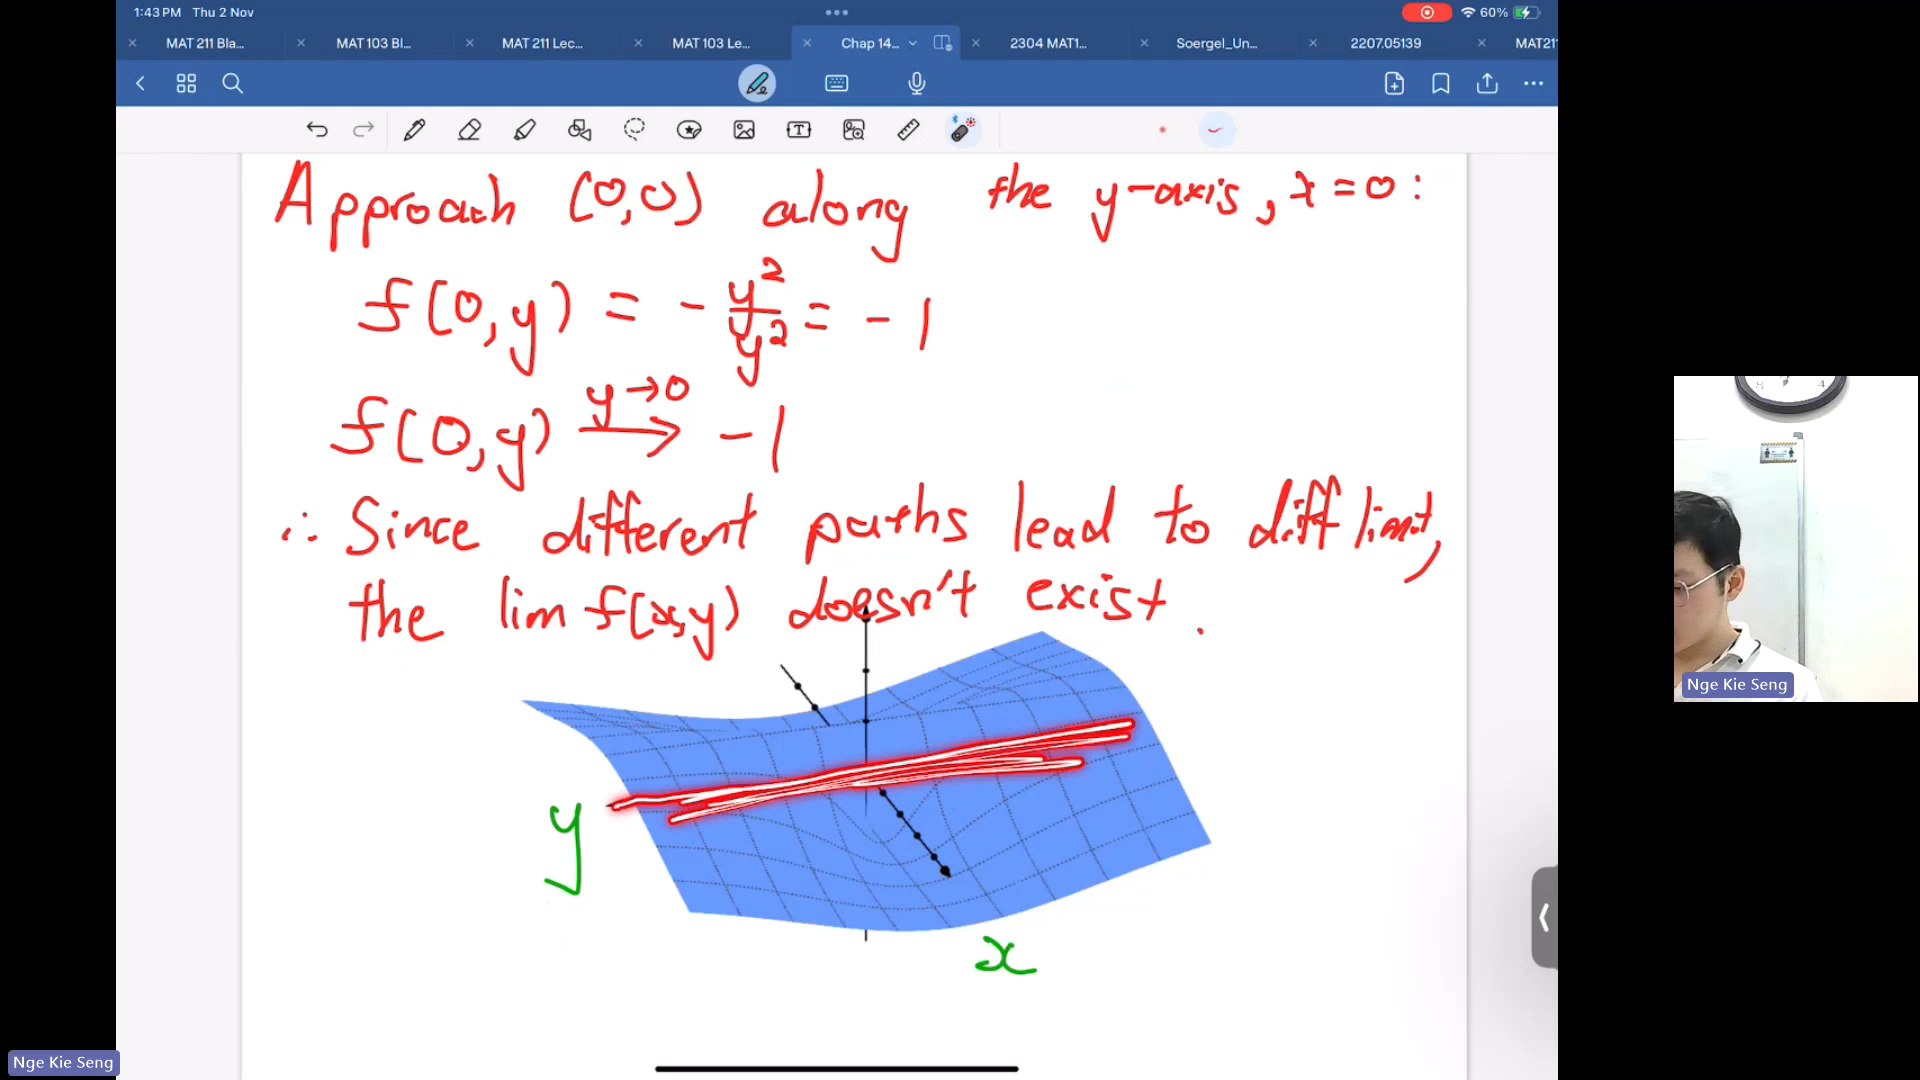 1:43 PM Thu 2 Nov
60%
MAT 211 Bla...
MAT 103 Bl...
MAT 211 Lec...
MAT 103 Le...
Chap 14...
2304 MAT1...
Soergel_Un...
2207.05139
MAT21
Approach (0,0) along the y-axis, x=0:
f(0,y) = - y²/y² = -1
f(0,y) y→0 → -1
∴ Since different paths lead to diff limit,
the lim f(x,y) doesn't exist.
y
x
8 4
Nge Kie Seng
Nge Kie Seng